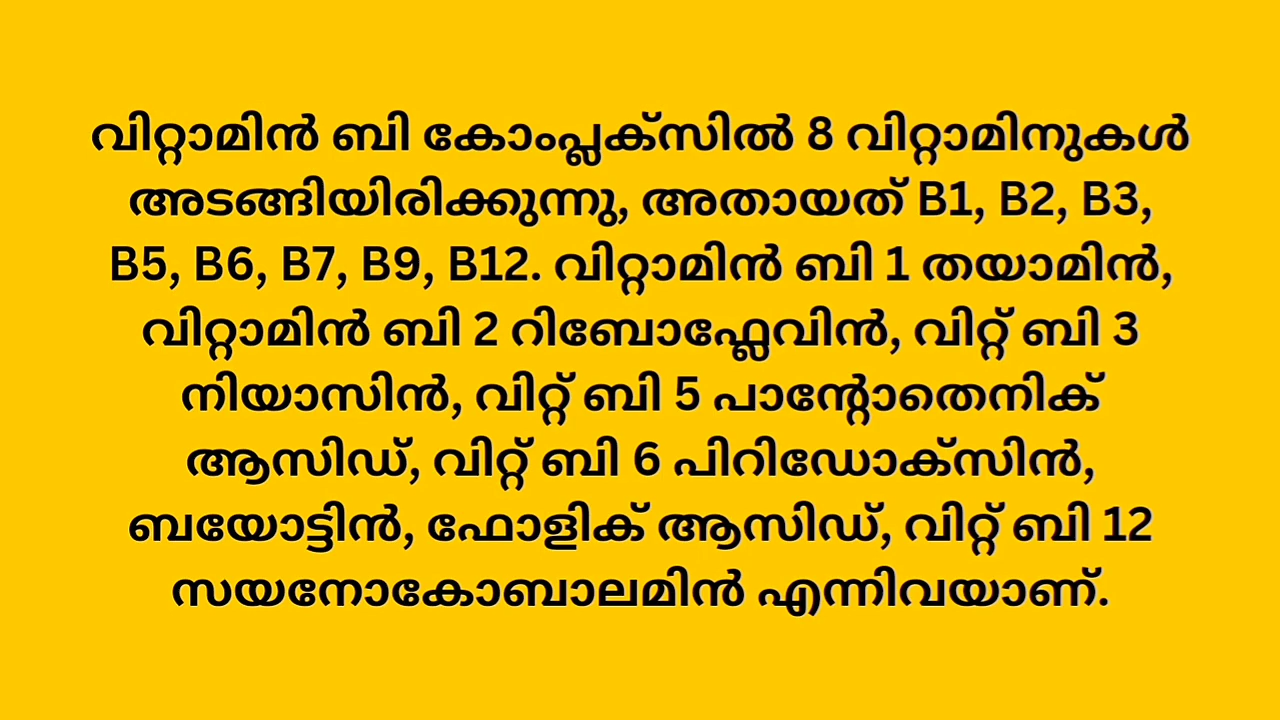 വിറ്റാമിൻ ബി കോംപ്ലക്സിൽ 8 വിറ്റാമിനുകൾ
അടങ്ങിയിരിക്കുന്നു, അതായത് B1, B2, B3,
B5, B6, B7, B9, B12. വിറ്റാമിൻ ബി 1 തയാമിൻ,
വിറ്റാമിൻ ബി 2 റിബോഫ്ലേവിൻ, വിറ്റ് ബി 3
നിയാസിൻ, വിറ്റ് ബി 5 പാന്റോതെനിക്
ആസിഡ്, വിറ്റ് ബി 6 പിറിഡോക്സിൻ,
ബയോട്ടിൻ, ഫോളിക് ആസിഡ്, വിറ്റ് ബി 12
സയനോകോബാലമിൻ എന്നിവയാണ്.